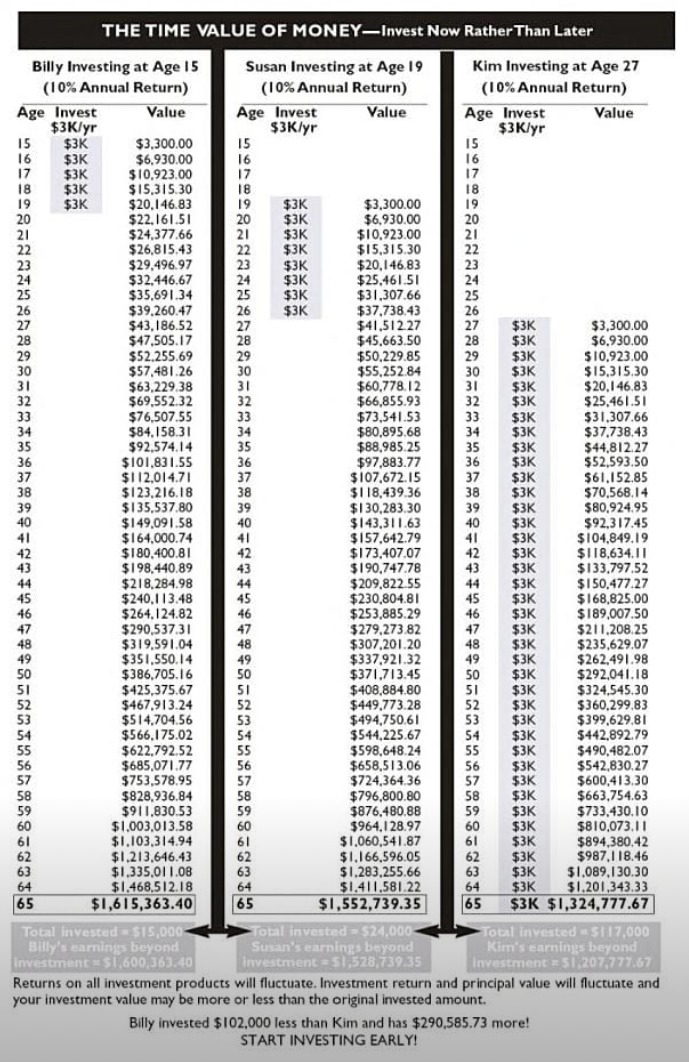 THE TIME VALUE OF MONEY—Invest Now Rather Than Later
Billy Investing at Age 15
(10% Annual Return)
Age Invest Value
$3K/yr
15 $3K $3,300.00
16 $3K $6,930.00
17 $3K $10,923.00
18 $3K $15,315.30
19 $3K $20,146.83
20 $22,161.51
21 $24,377.66
22 $26,815.43
23 $29,496.97
24 $32,446.67
25 $35,691.34
26 $39,260.47
27 $43,186.52
28 $47,505.17
29 $52,255.69
30 $57,481.26
31 $63,229.38
32 $69,552.32
33 $76,507.55
34 $84,158.31
35 $92,574.14
36 $101,831.55
37 $112,014.71
38 $123,216.18
39 $135,537.80
40 $149,091.58
41 $164,000.74
42 $180,400.81
43 $198,440.89
44 $218,284.98
45 $240,113.48
46 $264,124.82
47 $290,537.31
48 $319,591.04
49 $351,550.14
50 $386,705.16
51 $425,375.67
52 $467,913.24
53 $514,704.56
54 $566,175.02
55 $622,792.52
56 $685,071.77
57 $753,578.95
58 $828,936.84
59 $911,830.53
60 $1,003,013.58
61 $1,103,314.94
62 $1,213,646.43
63 $1,335,011.08
64 $1,468,512.18
65 $1,615,363.40
Total invested = $15,000
Billy's earnings beyond
investment = $1,600,363.40
Susan Investing at Age 19
(10% Annual Return)
Age Invest Value
$3K/yr
15
16
17
18
19 $3K $3,300.00
20 $3K $6,930.00
21 $3K $10,923.00
22 $3K $15,315.30
23 $3K $20,146.83
24 $3K $25,461.51
25 $3K $31,307.66
26 $3K $37,738.43
27 $41,512.27
28 $45,663.50
29 $50,229.85
30 $55,252.84
31 $60,778.12
32 $66,855.93
33 $73,541.53
34 $80,895.68
35 $88,985.25
36 $97,883.77
37 $107,672.15
38 $118,439.36
39 $130,283.30
40 $143,311.63
41 $157,642.79
42 $173,407.07
43 $190,747.78
44 $209,822.55
45 $230,804.81
46 $253,885.29
47 $279,273.82
48 $307,201.20
49 $337,921.32
50 $371,713.45
51 $408,884.80
52 $449,773.28
53 $494,750.61
54 $544,225.67
55 $598,648.24
56 $658,513.06
57 $724,364.36
58 $796,800.80
59 $876,480.88
60 $964,128.97
61 $1,060,541.87
62 $1,166,596.05
63 $1,283,255.66
64 $1,411,581.22
65 $1,552,739.35
Total invested = $24,000
Susan's earnings beyond
investment = $1,528,739.35
Kim Investing at Age 27
(10% Annual Return)
Age Invest Value
$3K/yr
15
16
17
18
19
20
21
22
23
24
25
26
27 $3K $3,300.00
28 $3K $6,930.00
29 $3K $10,923.00
30 $3K $15,315.30
31 $3K $20,146.83
32 $3K $25,461.51
33 $3K $31,307.66
34 $3K $37,738.43
35 $3K $44,812.27
36 $3K $52,593.50
37 $3K $61,152.85
38 $3K $70,568.14
39 $3K $80,924.95
40 $3K $92,317.45
41 $3K $104,849.19
42 $3K $118,634.11
43 $3K $133,797.52
44 $3K $150,477.27
45 $3K $168,825.00
46 $3K $189,007.50
47 $3K $211,208.25
48 $3K $235,629.07
49 $3K $262,491.98
50 $3K $292,041.18
51 $3K $324,545.30
52 $3K $360,299.83
53 $3K $399,629.81
54 $3K $442,892.79
55 $3K $490,482.07
56 $3K $542,830.27
57 $3K $600,413.30
58 $3K $663,754.63
59 $3K $733,430.10
60 $3K $810,073.11
61 $3K $894,380.42
62 $3K $987,118.46
63 $3K $1,089,130.30
64 $3K $1,201,343.33
65 $3K $1,324,777.67
Total invested = $117,000
Kim's earnings beyond
investment = $1,207,777.67
Returns on all investment products will fluctuate. Investment return and principal value will fluctuate and
your investment value may be more or less than the original invested amount.
Billy invested $102,000 less than Kim and has $290,585.73 more!
START INVESTING EARLY!